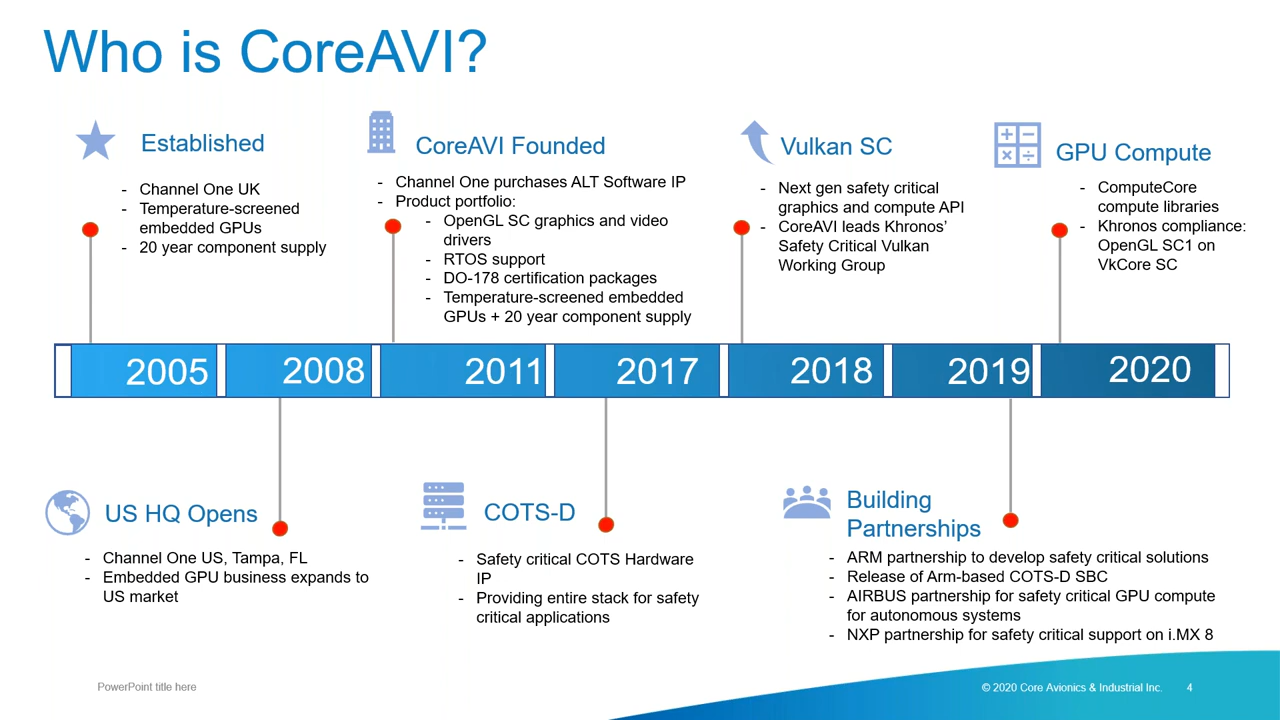 Who is CoreAVI?
Established
- Channel One UK
- Temperature-screened
embedded GPUs
- 20 year component supply
CoreAVI Founded
- Channel One purchases ALT Software IP
- Product portfolio:
- OpenGL SC graphics and video
drivers
- RTOS support
- DO-178 certification packages
- Temperature-screened embedded
GPUs + 20 year component supply
Vulkan SC
- Next gen safety critical
graphics and compute API
- CoreAVI leads Khronos’
Safety Critical Vulkan
Working Group
GPU Compute
- ComputeCore
compute libraries
- Khronos compliance:
OpenGL SC1 on
VkCore SC
2005
2008
2011
2017
2018
2019
2020
US HQ Opens
- Channel One US, Tampa, FL
- Embedded GPU business expands to
US market
COTS-D
- Safety critical COTS Hardware
IP
- Providing entire stack for safety
critical applications
Building
Partnerships
- ARM partnership to develop safety critical solutions
- Release of Arm-based COTS-D SBC
- AIRBUS partnership for safety critical GPU compute
for autonomous systems
- NXP partnership for safety critical support on i.MX 8
PowerPoint title here
© 2020 Core Avionics & Industrial Inc.
4